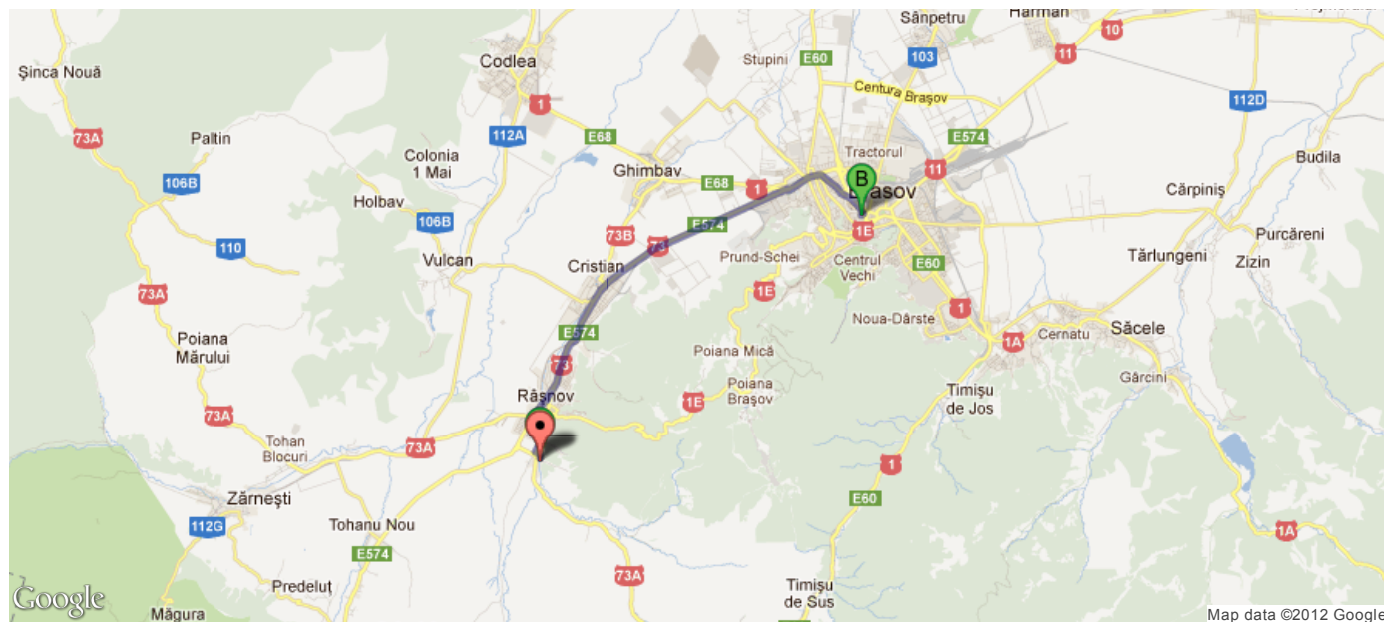 Sânpetru
Harman
10
Codlea
Stupini
E60
103
11
Şinca Nouă
1
Centura Braşov
112D
73A
Paltin
112A
E68
E574
Colonia
1 Mai
Tractorul
Budila
106B
Ghimbav
E68
1
B
11
Cărpiniş
Holbav
106B
Brasov
110
73B
73
E574
1E
Purcăreni
Vulcan
Cristian
Prund-Schei
Centrul
Vechi
E60
Tărlungeni
Zizin
73A
1E
1
Noua-Dârste
Săcele
Poiana
Mărului
E574
Cernatu
1A
73
Poiana Mică
Râşnov
Poiana
Braşov
Timişu
de Jos
Gârcini
73A
1E
Tohan
Blocuri
73A
1
Zărneşti
E60
112G
Tohanu Nou
1A
E574
73A
Predeluţ
Timişu
de Sus
Google
Măgura
Map data ©2012 Google